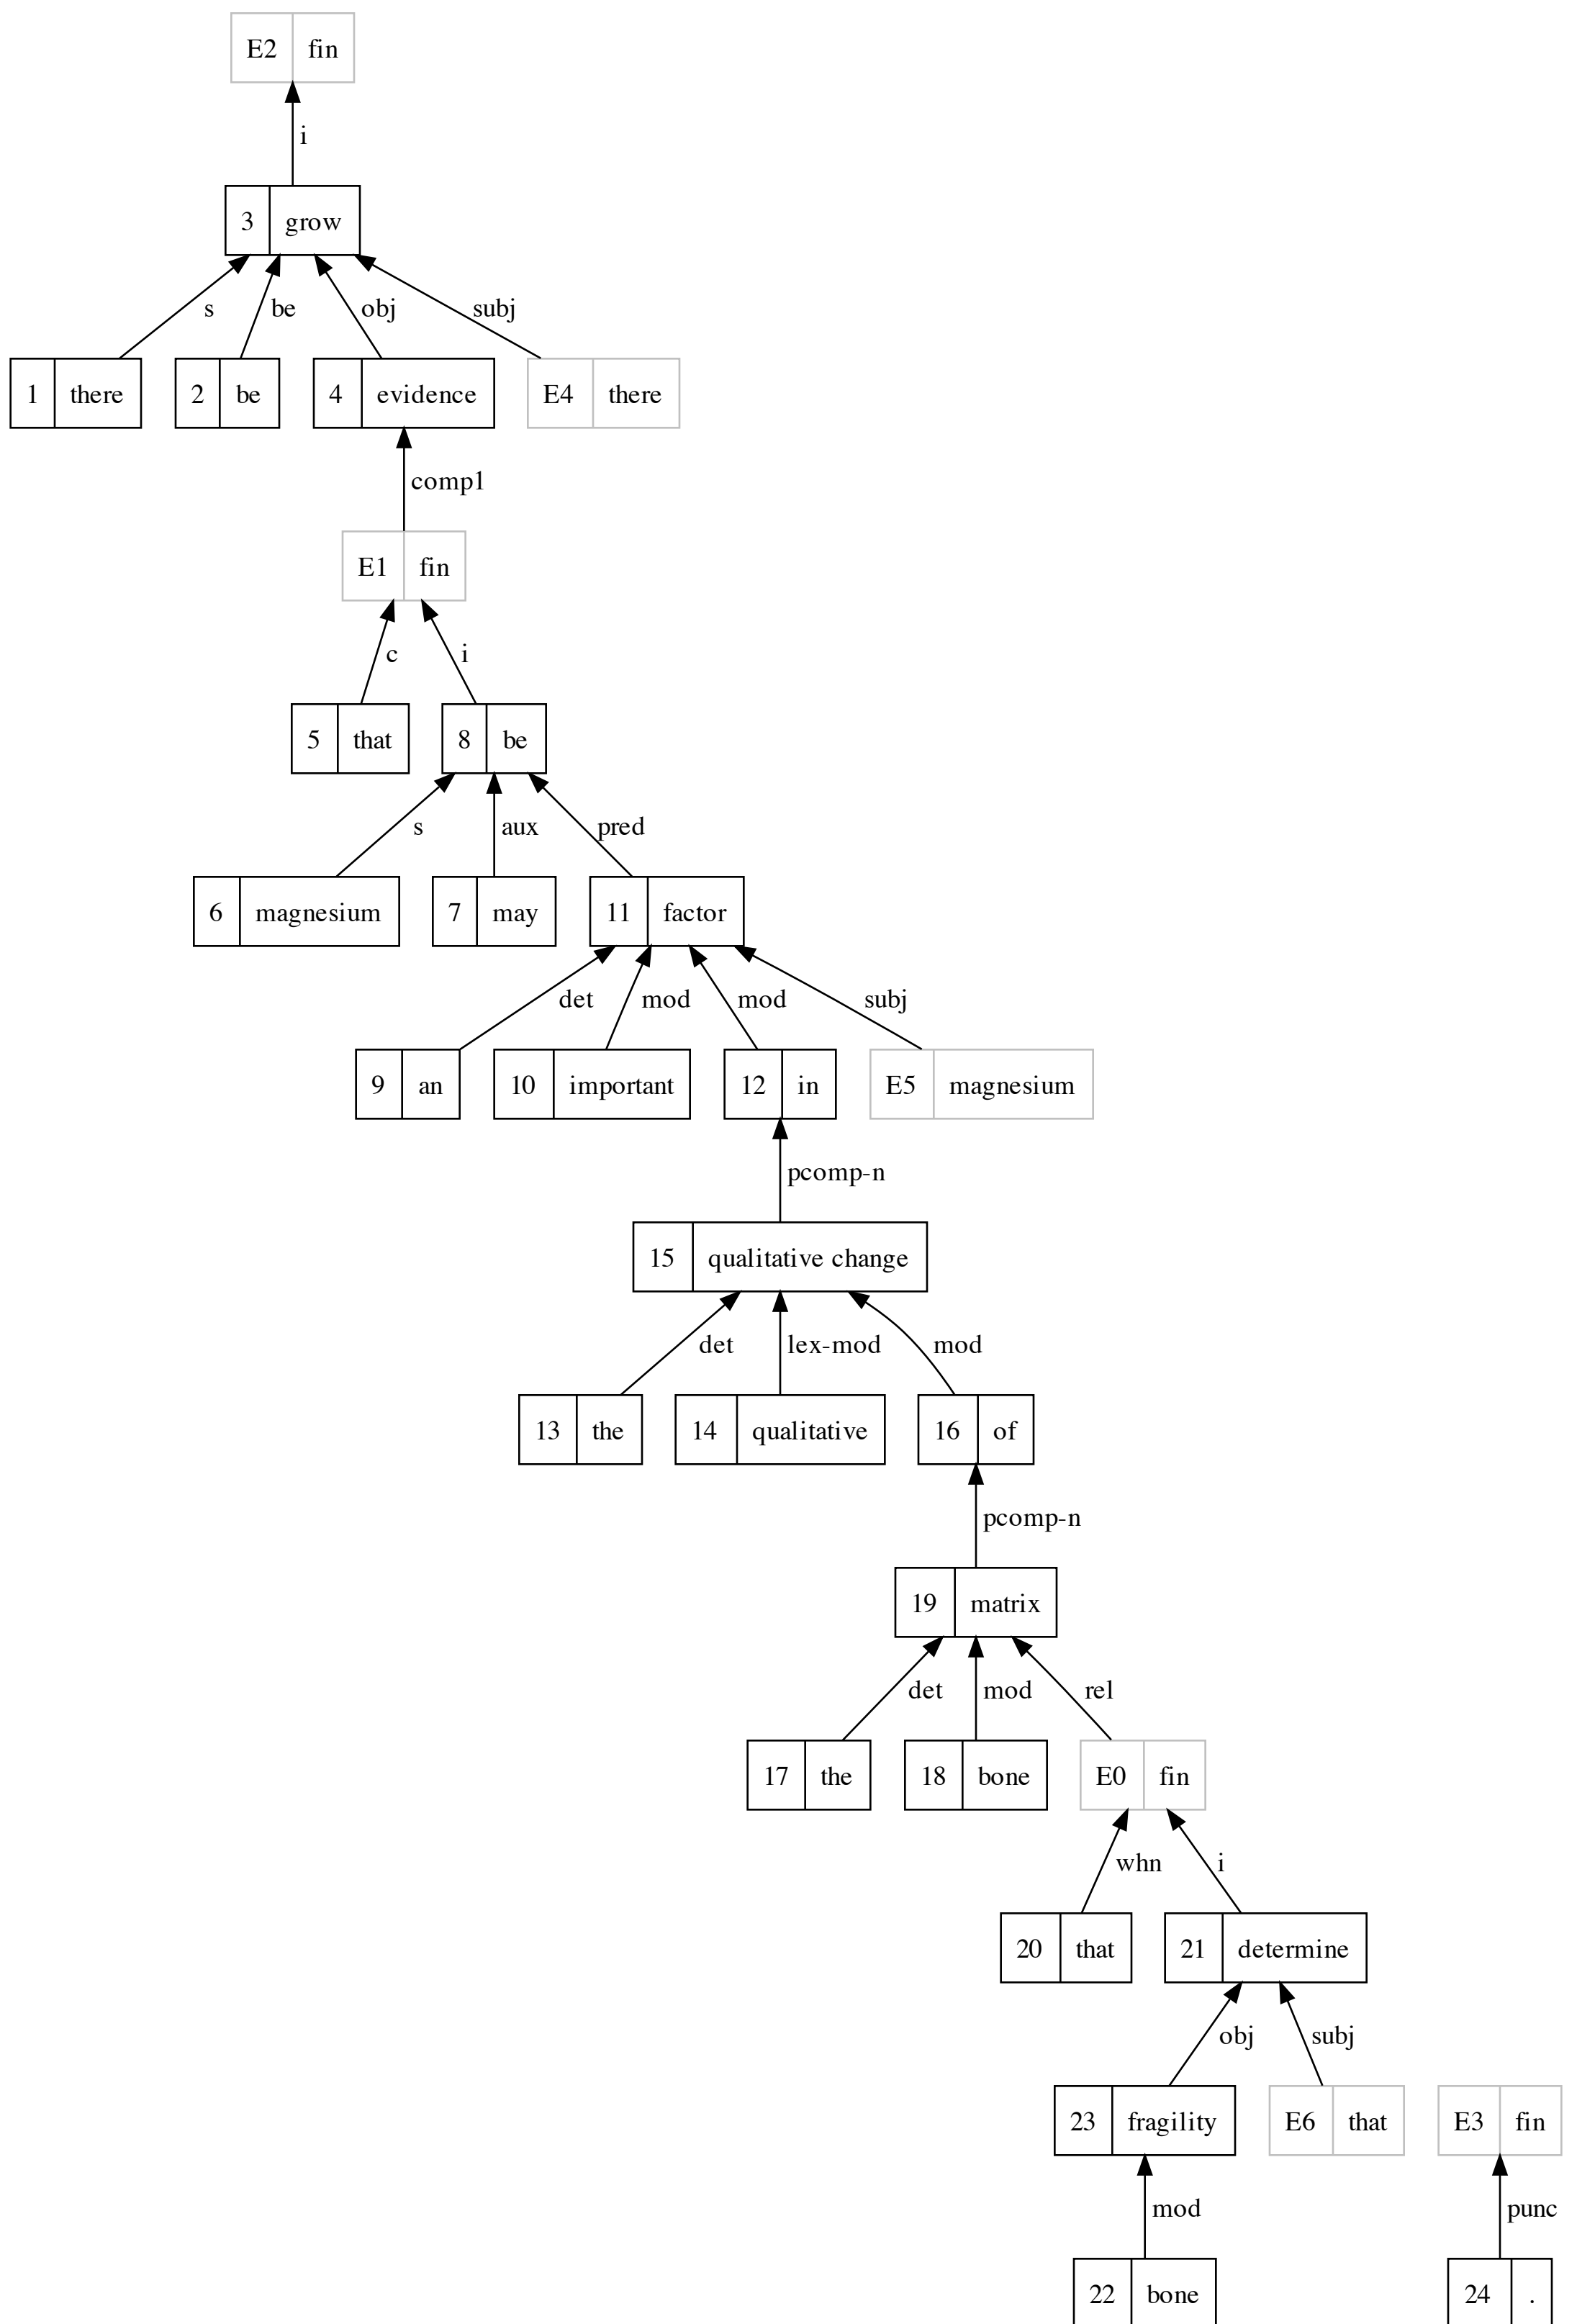 E2 fin
i
3 grow
s be obj subj
1 there 2 be 4 evidence E4 there
comp1
E1 fin
c i
5 that 8 be
s aux pred
6 magnesium 7 may 11 factor
det mod mod subj
9 an 10 important 12 in E5 magnesium
pcomp-n
15 qualitative change
det lex-mod mod
13 the 14 qualitative 16 of
pcomp-n
19 matrix
det mod rel
17 the 18 bone E0 fin
whn i
20 that 21 determine
obj subj
23 fragility E6 that E3 fin
mod punc
22 bone 24 .